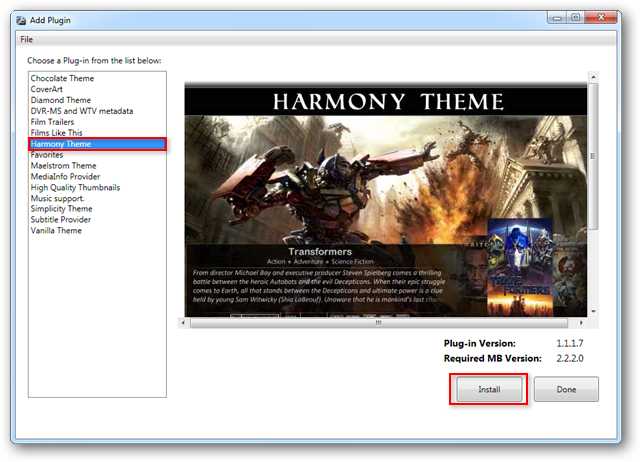 Add Plugin
File
Choose a Plug-in from the list below:
Chocolate Theme
CoverArt
Diamond Theme
DVR-MS and WTV metadata
Film Trailers
Films Like This
Harmony Theme
Favorites
Maelstrom Theme
MediaInfo Provider
High Quality Thumbnails
Music support.
Simplicity Theme
Subtitle Provider
Vanilla Theme
HARMONY THEME
Transformers
Action • Adventure • Science Fiction
From director Michael Bay and executive producer Steven Spielberg comes a thrilling
battle between the heroic Autobots and the evil Decepticons. When their epic struggle
comes to Earth, all that stands between the Decepticons and ultimate power is a clue
held by young Sam Witwicky (Shia LaBeouf). Unaware that he is mankind's last chan
Plug-in Version: 1.1.1.7
Required MB Version: 2.2.2.0
Install
Done